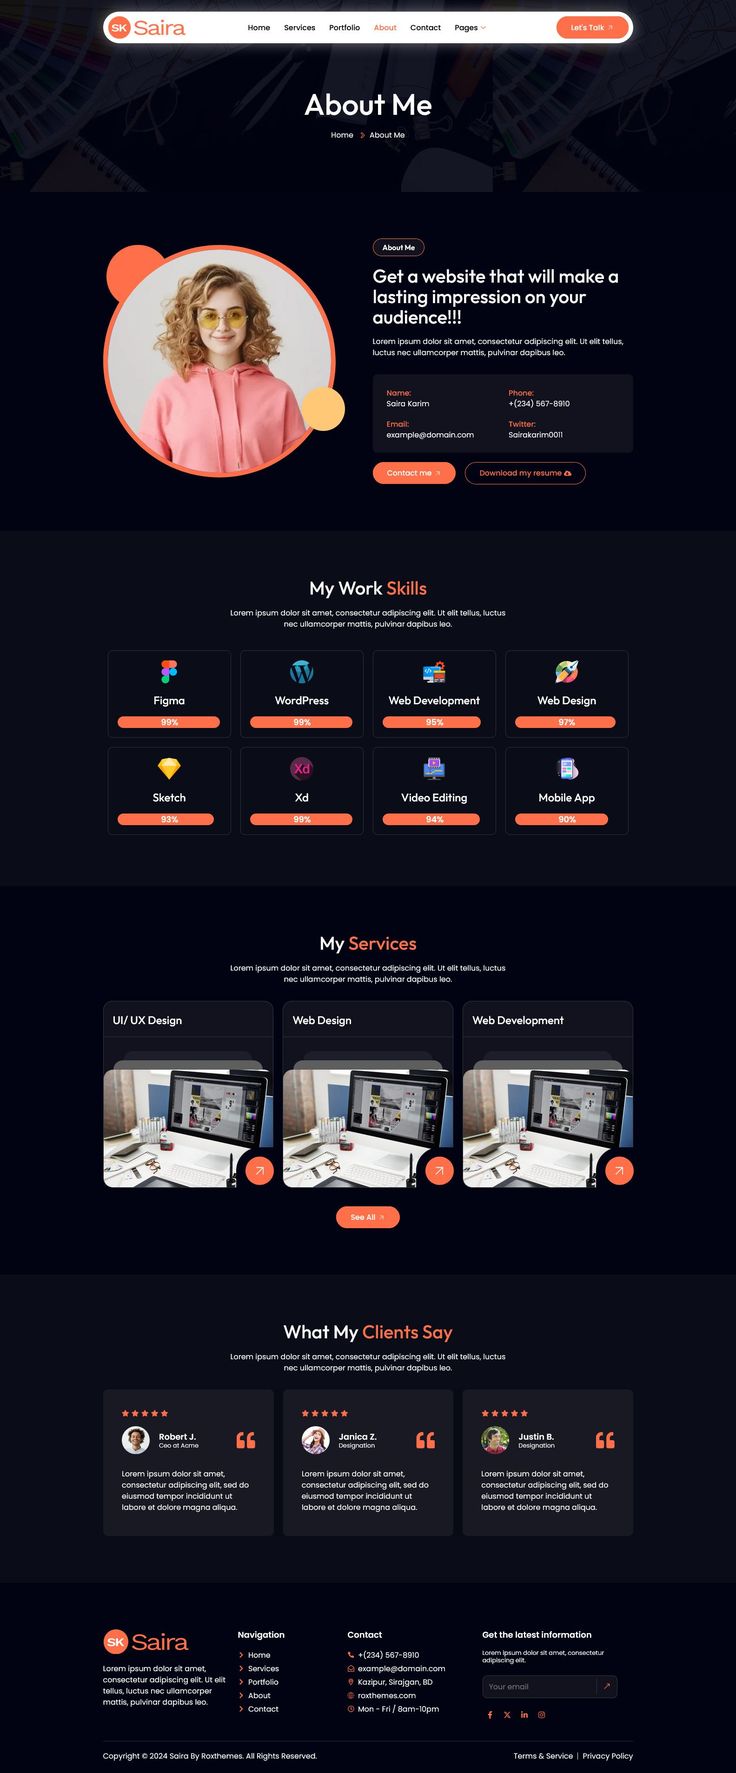 SK Saira
Home Services Portfolio About Contact Pages
Let's Talk
About Me
Home About Me
About Me
Get a website that will make a
lasting impression on your
audience!!!
Lorem ipsum dolor sit amet, consectetur adipiscing elit. Ut elit tellus,
luctus nec ullamcorper mattis, pulvinar dapibus leo.
Name:
Saira Karim
Phone:
+(234) 567-8910
Email:
example@domain.com
Twitter:
Sairakarim0011
Contact me
Download my resume
My Work Skills
Lorem ipsum dolor sit amet, consectetur adipiscing elit. Ut elit tellus, luctus
nec ullamcorper mattis, pulvinar dapibus leo.
Figma
99%
WordPress
99%
Web Development
95%
Web Design
97%
Sketch
93%
Xd
Xd
99%
Video Editing
94%
Mobile App
90%
My Services
Lorem ipsum dolor sit amet, consectetur adipiscing elit. Ut elit tellus, luctus
nec ullamcorper mattis, pulvinar dapibus leo.
UI/ UX Design
Web Design
Web Development
See All
What My Clients Say
Lorem ipsum dolor sit amet, consectetur adipiscing elit. Ut elit tellus, luctus
nec ullamcorper mattis, pulvinar dapibus leo.
Robert J.
Ceo at Acme
Lorem ipsum dolor sit amet,
consectetur adipiscing elit, sed do
eiusmod tempor incididunt ut
labore et dolore magna aliqua.
Janica Z.
Designation
Lorem ipsum dolor sit amet,
consectetur adipiscing elit, sed do
eiusmod tempor incididunt ut
labore et dolore magna aliqua.
Justin B.
Designation
Lorem ipsum dolor sit amet,
consectetur adipiscing elit, sed do
eiusmod tempor incididunt ut
labore et dolore magna aliqua.
SK Saira
Lorem ipsum dolor sit amet,
consectetur adipiscing elit. Ut elit
tellus, luctus nec ullamcorper
mattis, pulvinar dapibus leo.
Navigation
Home
Services
Portfolio
About
Contact
Contact
+(234) 567-8910
example@domain.com
Kazipur, Sirajgan, BD
roxthemes.com
Mon - Fri / 8am-10pm
Get the latest information
Lorem ipsum dolor sit amet, consectetur
adipiscing elit.
Your email
Copyright © 2024 Saira By Roxthemes. All Rights Reserved.
Terms & Service | Privacy Policy